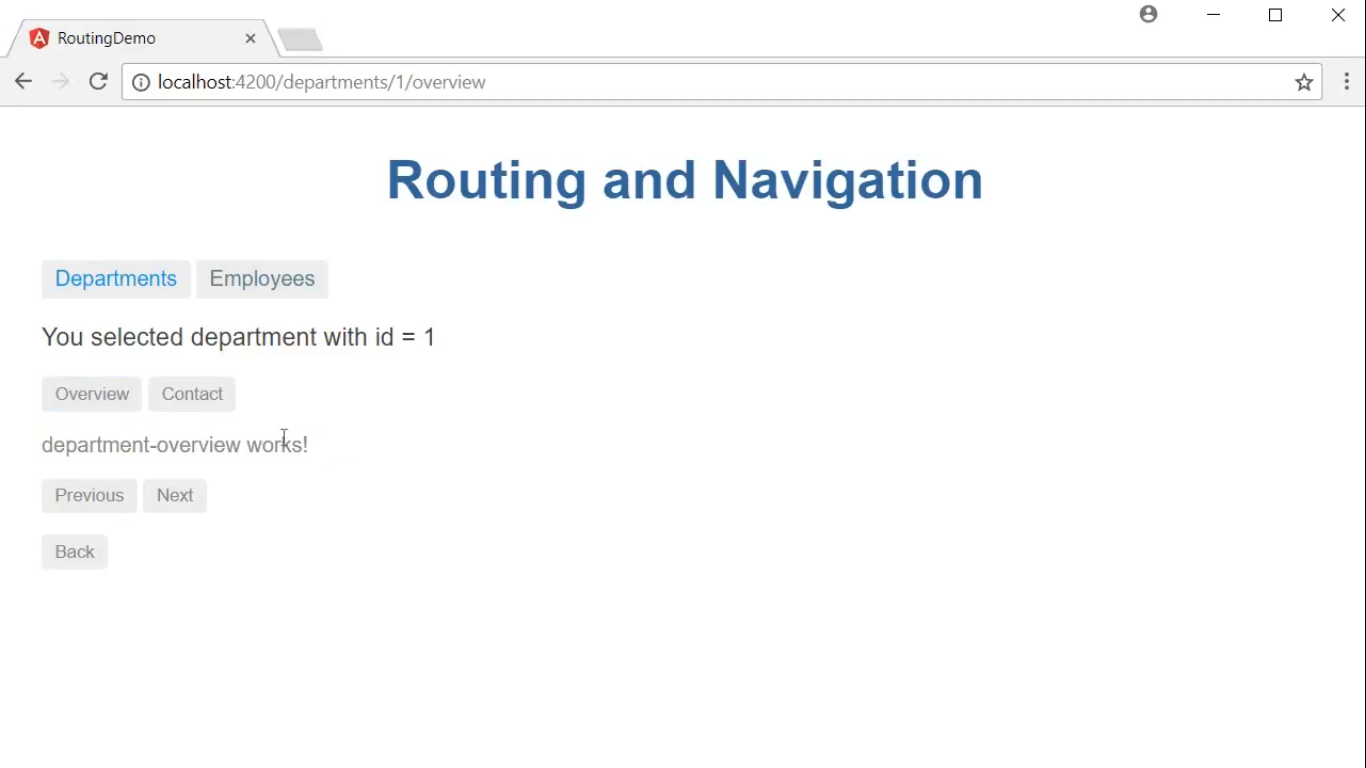 RoutingDemo
localhost:4200/departments/1/overview
Routing and Navigation
Departments Employees
You selected department with id = 1
Overview Contact
department-overview works!
Previous Next
Back